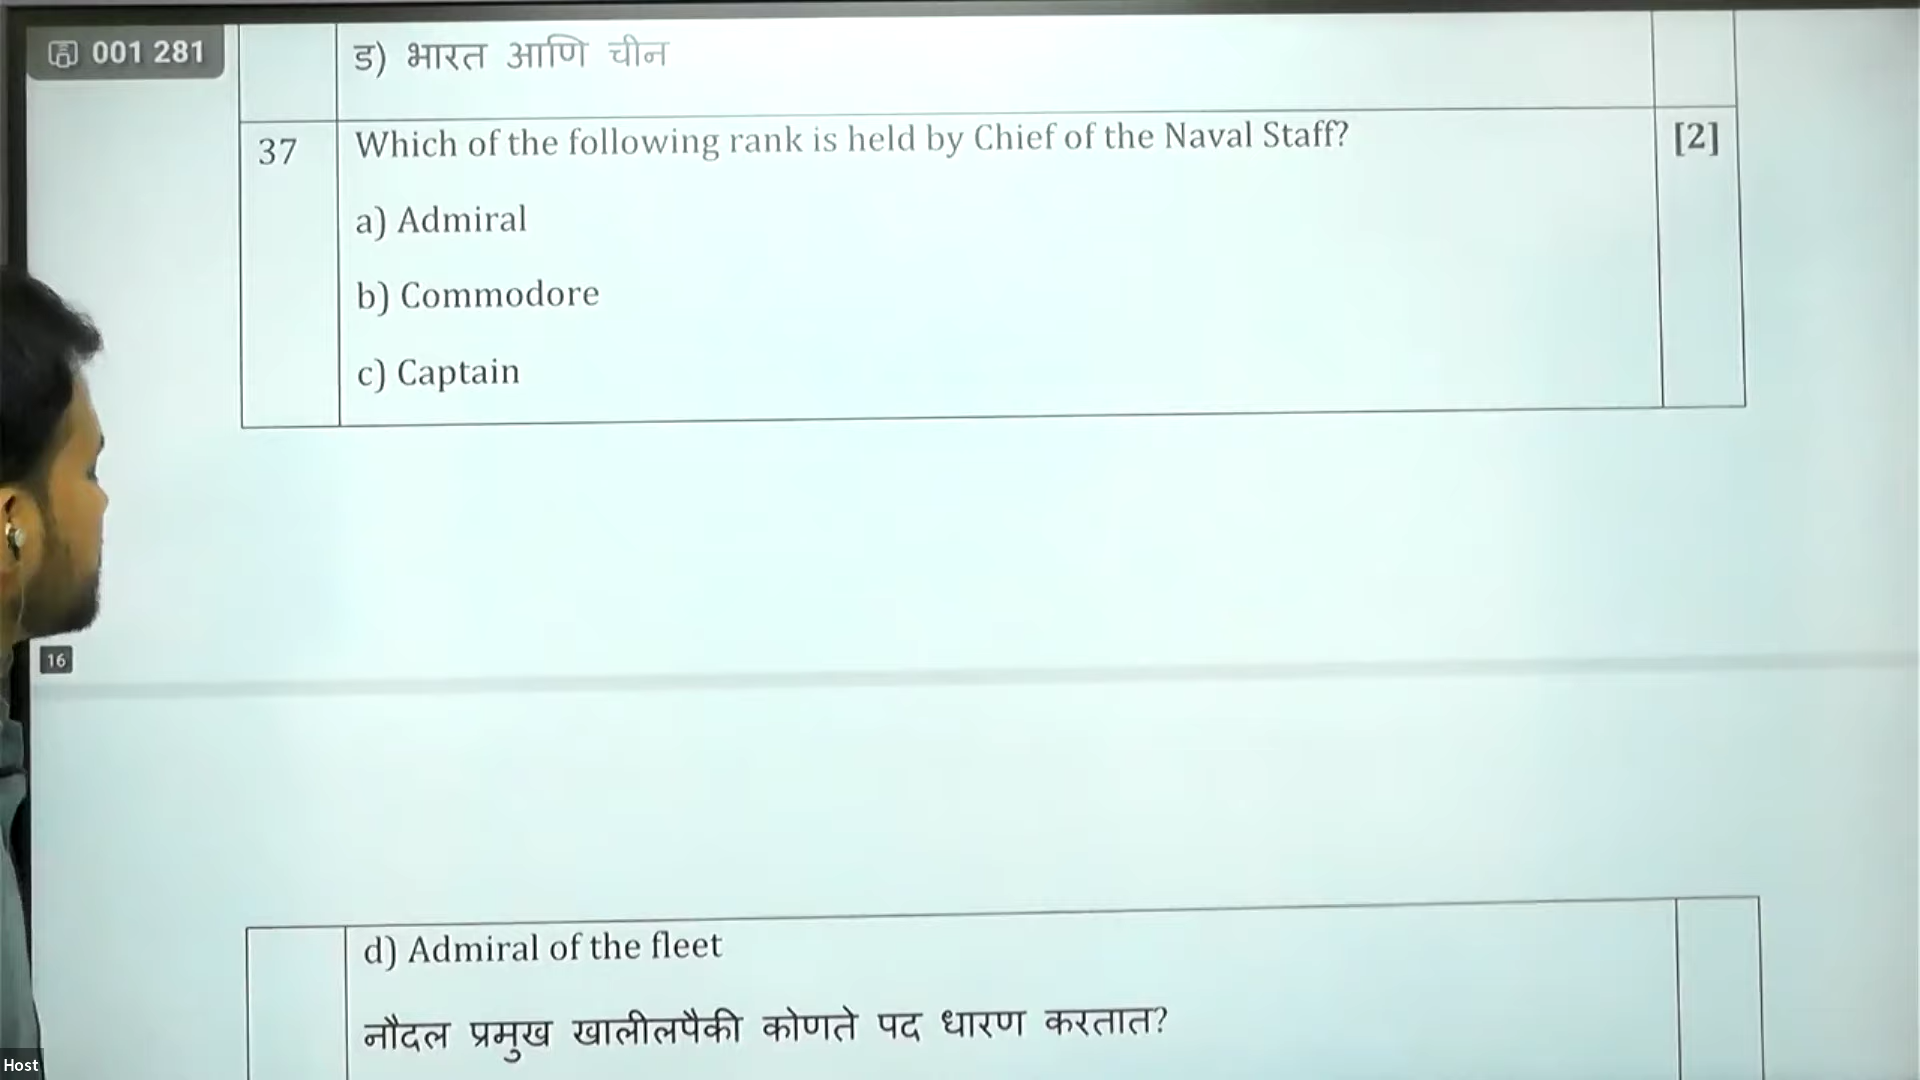 001 281
ड) भारत आणि चीन
37 Which of the following rank is held by Chief of the Naval Staff? [2]
a) Admiral
b) Commodore
c) Captain
16
d) Admiral of the fleet
नौदल प्रमुख खालीलपैकी कोणते पद धारण करतात?
Host